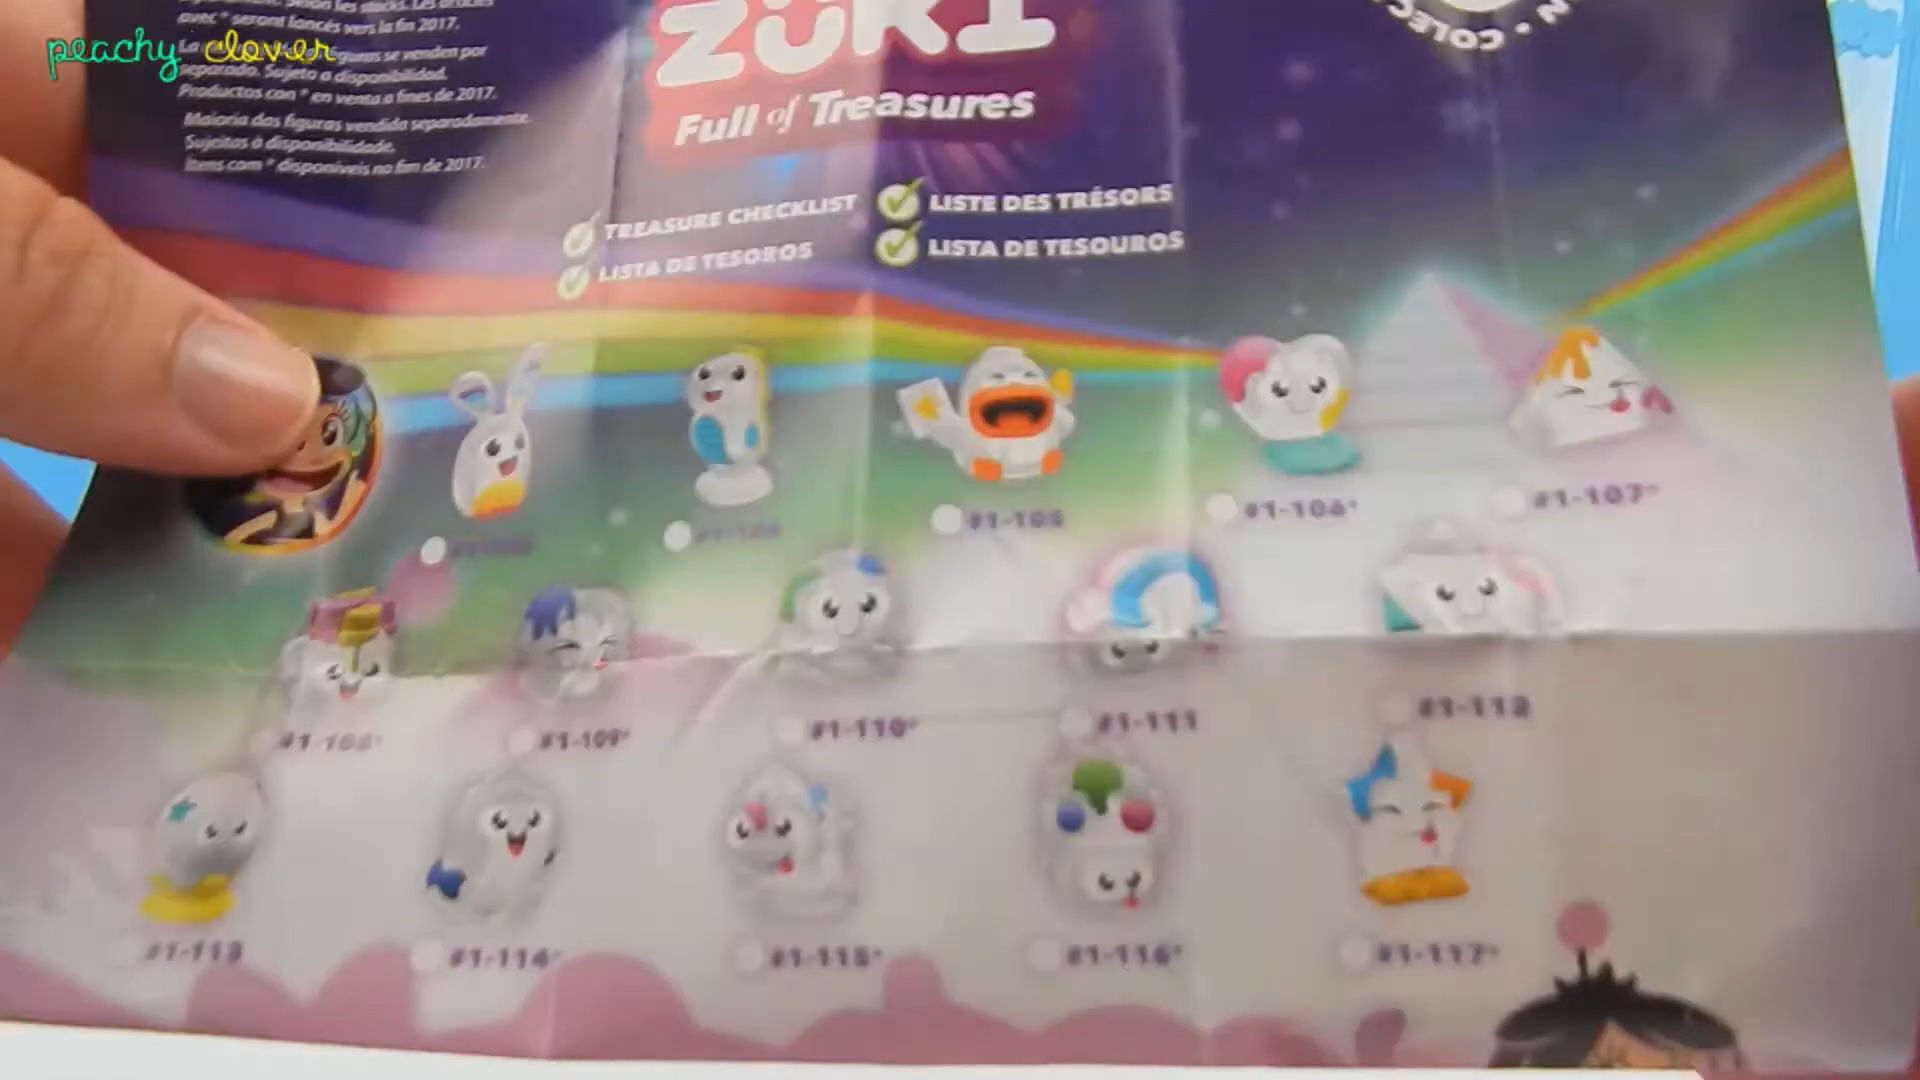 peachy clover
avec * seront lancés vers la fin 2017.
figuras se venden por
separado. Sujeto a disponibilidad.
Productos con * en venta a fines de 2017.
Maioria das figuras vendida separadamente.
Sujeitas à disponibilidade.
Itens com * disponíveis no fim de 2017.
ZURI
Full of Treasures
TREASURE CHECKLIST
LISTE DES TRÉSORS
LISTA DE TESOROS
LISTA DE TESOUROS
#1-105
#1-106*
#1-107*
#1-108*
#1-109*
#1-110*
#1-111
#1-112
#1-113
#1-114*
#1-115*
#1-116*
#1-117*